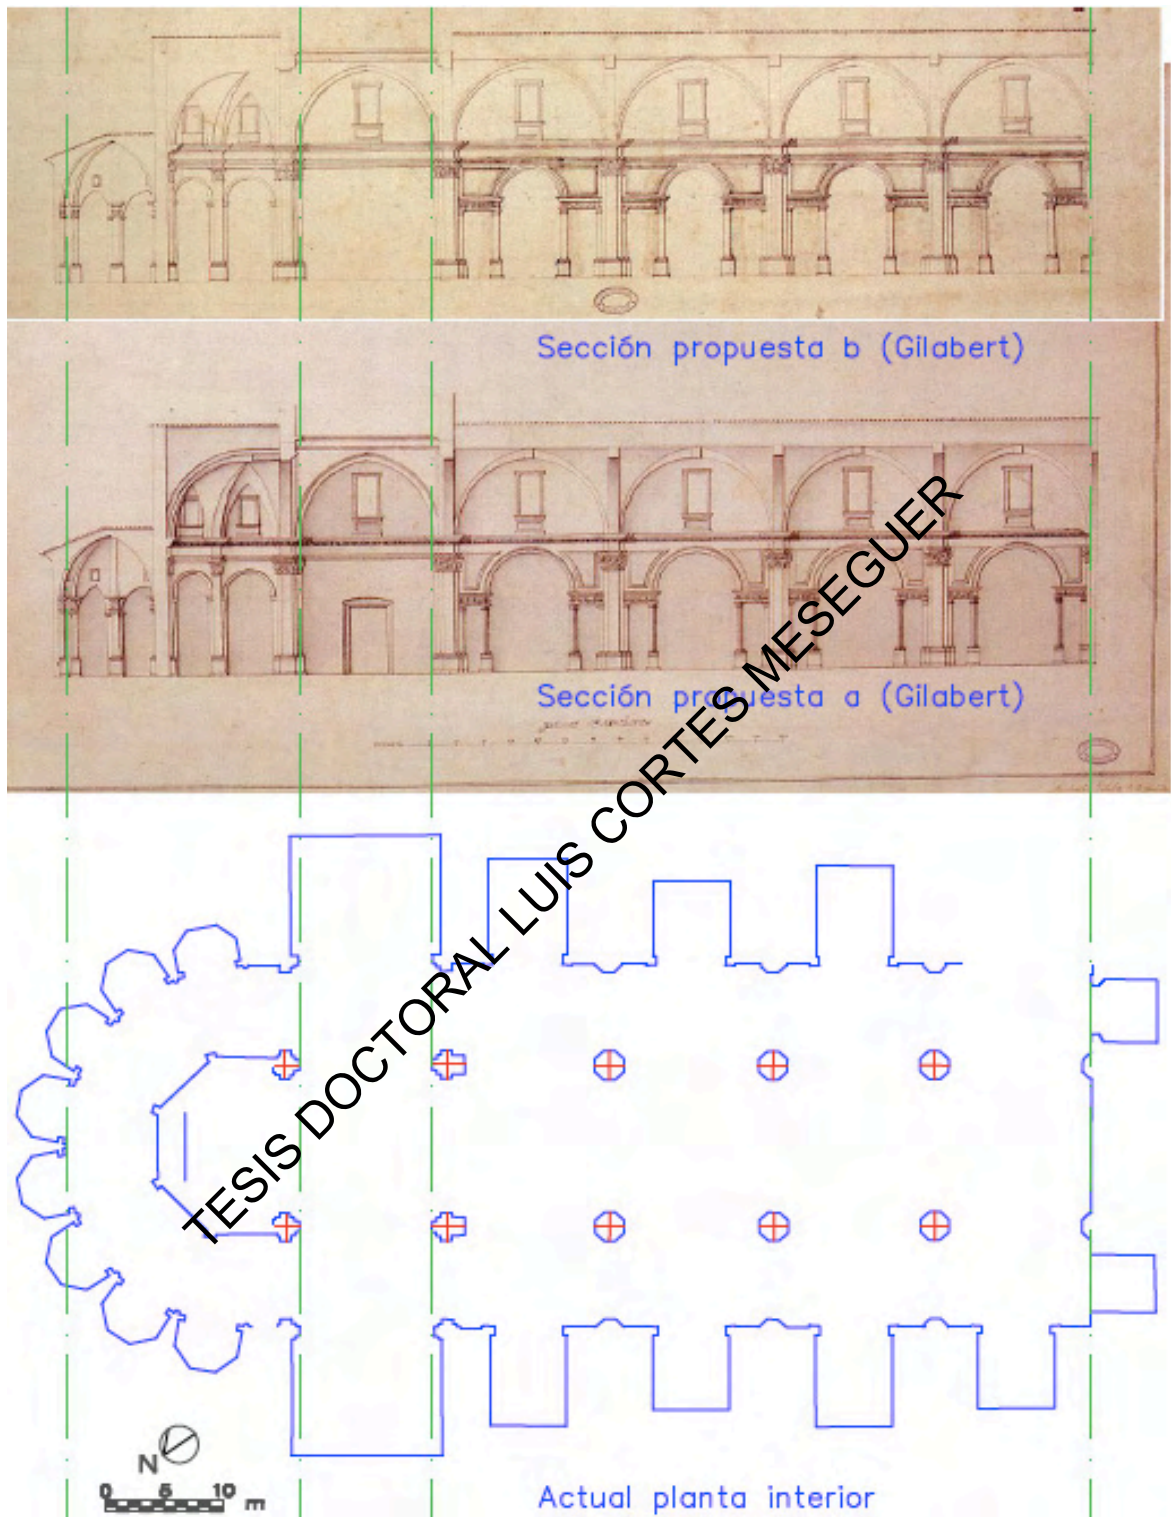 Sección propuesta b (Gilabert)
Sección propuesta a (Gilabert)
TESIS DOCTORAL LUIS CORTES MESEGUER
N
0 5 10 m
Actual planta interior